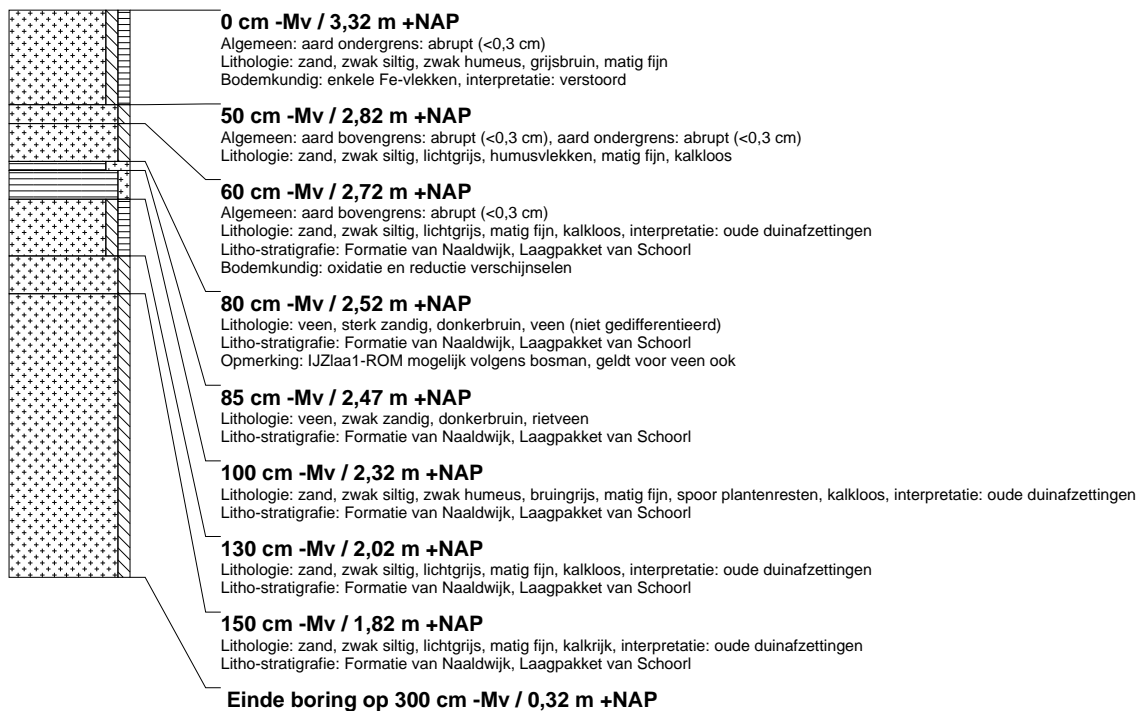 0 cm -Mv / 3,32 m +NAP
Algemeen: aard ondergrens: abrupt (<0,3 cm)
Lithologie: zand, zwak siltig, zwak humeus, grijsbruin, matig fijn
Bodemkundig: enkele Fe-vlekken, interpretatie: verstoord
50 cm -Mv / 2,82 m +NAP
Algemeen: aard bovengrens: abrupt (<0,3 cm), aard ondergrens: abrupt (<0,3 cm)
Lithologie: zand, zwak siltig, lichtgrijs, humusvlekken, matig fijn, kalkloos
60 cm -Mv / 2,72 m +NAP
Algemeen: aard bovengrens: abrupt (<0,3 cm)
Lithologie: zand, zwak siltig, lichtgrijs, matig fijn, kalkloos, interpretatie: oude duinafzettingen
Litho-stratigrafie: Formatie van Naaldwijk, Laagpakket van Schoorl
Bodemkundig: oxidatie en reductie verschijnselen
80 cm -Mv / 2,52 m +NAP
Lithologie: veen, sterk zandig, donkerbruin, veen (niet gedifferentieerd)
Litho-stratigrafie: Formatie van Naaldwijk, Laagpakket van Schoorl
Opmerking: IJZlaa1-ROM mogelijk volgens bosman, geldt voor veen ook
85 cm -Mv / 2,47 m +NAP
Lithologie: veen, zwak zandig, donkerbruin, rietveen
Litho-stratigrafie: Formatie van Naaldwijk, Laagpakket van Schoorl
100 cm -Mv / 2,32 m +NAP
Lithologie: zand, zwak siltig, zwak humeus, bruingrijs, matig fijn, spoor plantenresten, kalkloos, interpretatie: oude duinafzettingen
Litho-stratigrafie: Formatie van Naaldwijk, Laagpakket van Schoorl
130 cm -Mv / 2,02 m +NAP
Lithologie: zand, zwak siltig, lichtgrijs, matig fijn, kalkloos, interpretatie: oude duinafzettingen
Litho-stratigrafie: Formatie van Naaldwijk, Laagpakket van Schoorl
150 cm -Mv / 1,82 m +NAP
Lithologie: zand, zwak siltig, lichtgrijs, matig fijn, kalkrijk, interpretatie: oude duinafzettingen
Litho-stratigrafie: Formatie van Naaldwijk, Laagpakket van Schoorl
Einde boring op 300 cm -Mv / 0,32 m +NAP